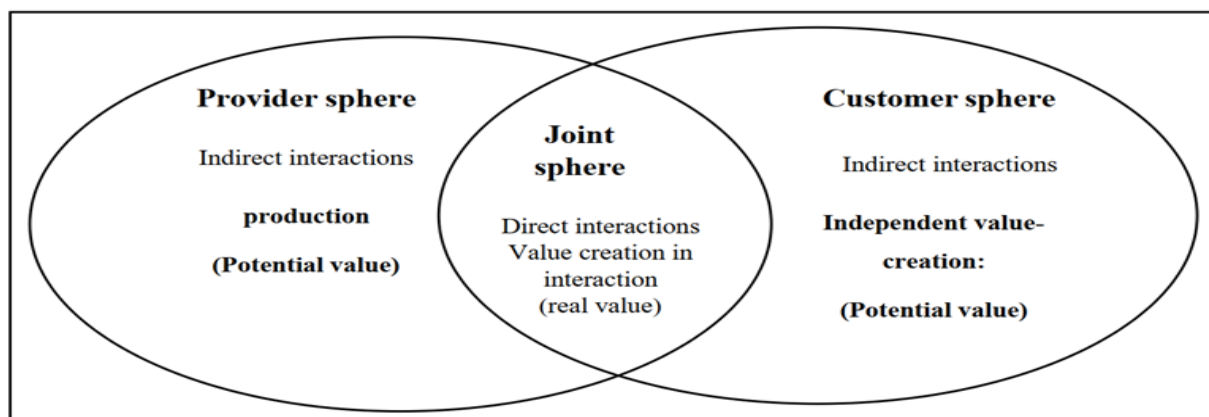 Provider sphere
Indirect interactions
production
(Potential value)
Joint
sphere
Direct interactions
Value creation in
interaction
(real value)
Customer sphere
Indirect interactions
Independent value-
creation:
(Potential value)